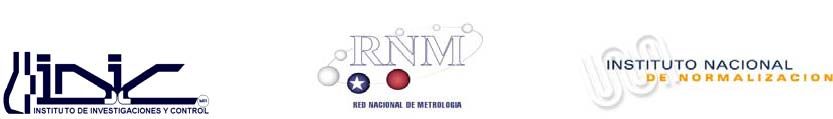 INSTITUTO DE INVESTIGACIONES Y CONTROL
RNM
RED NACIONAL DE METROLOGIA
INSTITUTO NACIONAL
DE NORMALIZACION